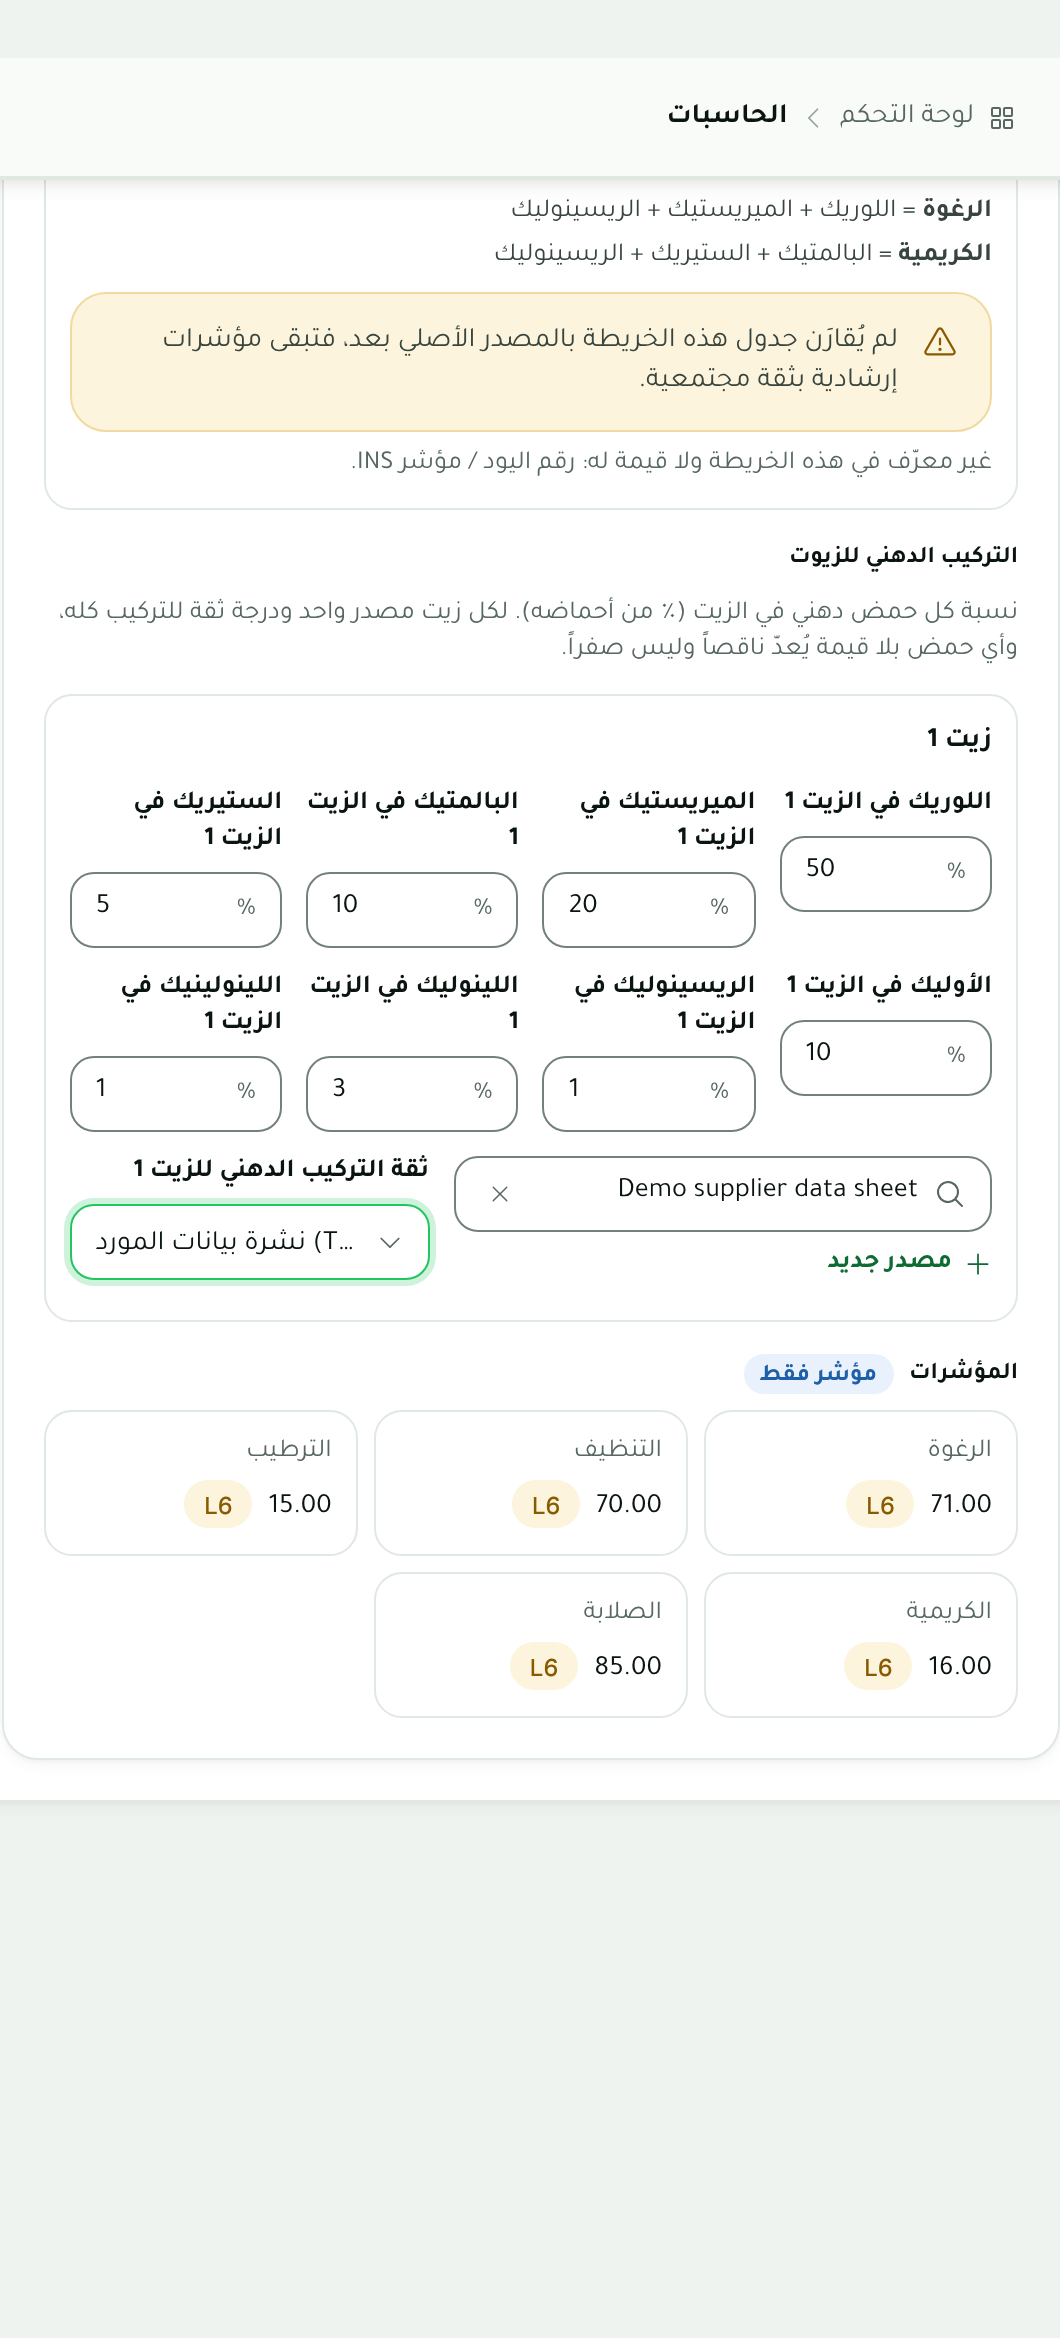 لوحة التحكم
الحاسبات
الرغوة = اللوريك + الميريستيك + الريسينوليك
الكريمية = البالمتيك + الستيريك + الريسينوليك
لم يُقارَن جدول هذه الخريطة بالمصدر الأصلي بعد، فتبقى مؤشرات
إرشادية بثقة مجتمعية.
غير معرّف في هذه الخريطة ولا قيمة له: رقم اليود / مؤشر INS.
التركيب الدهني للزيوت
نسبة كل حمض دهني في الزيت (٪ من أحماضه). لكل زيت مصدر واحد ودرجة ثقة للتركيب كله،
وأي حمض بلا قيمة يُعدّ ناقصاً وليس صفراً.
زيت 1
اللوريك في الزيت 1
% 50
الميريستيك في
الزيت 1
% 20
البالمتيك في الزيت
1
% 10
الستيريك في
الزيت 1
% 5
الأوليك في الزيت 1
% 10
الريسينوليك في
الزيت 1
% 1
اللينوليك في الزيت
1
% 3
اللينولينيك في
الزيت 1
% 1
Demo supplier data sheet
مصدر جديد
ثقة التركيب الدهني للزيت 1
نشرة بيانات المورد (T...
المؤشرات
مؤشر فقط
الرغوة
71.00 L6
التنظيف
70.00 L6
الترطيب
15.00 L6
الكريمية
16.00 L6
الصلابة
85.00 L6